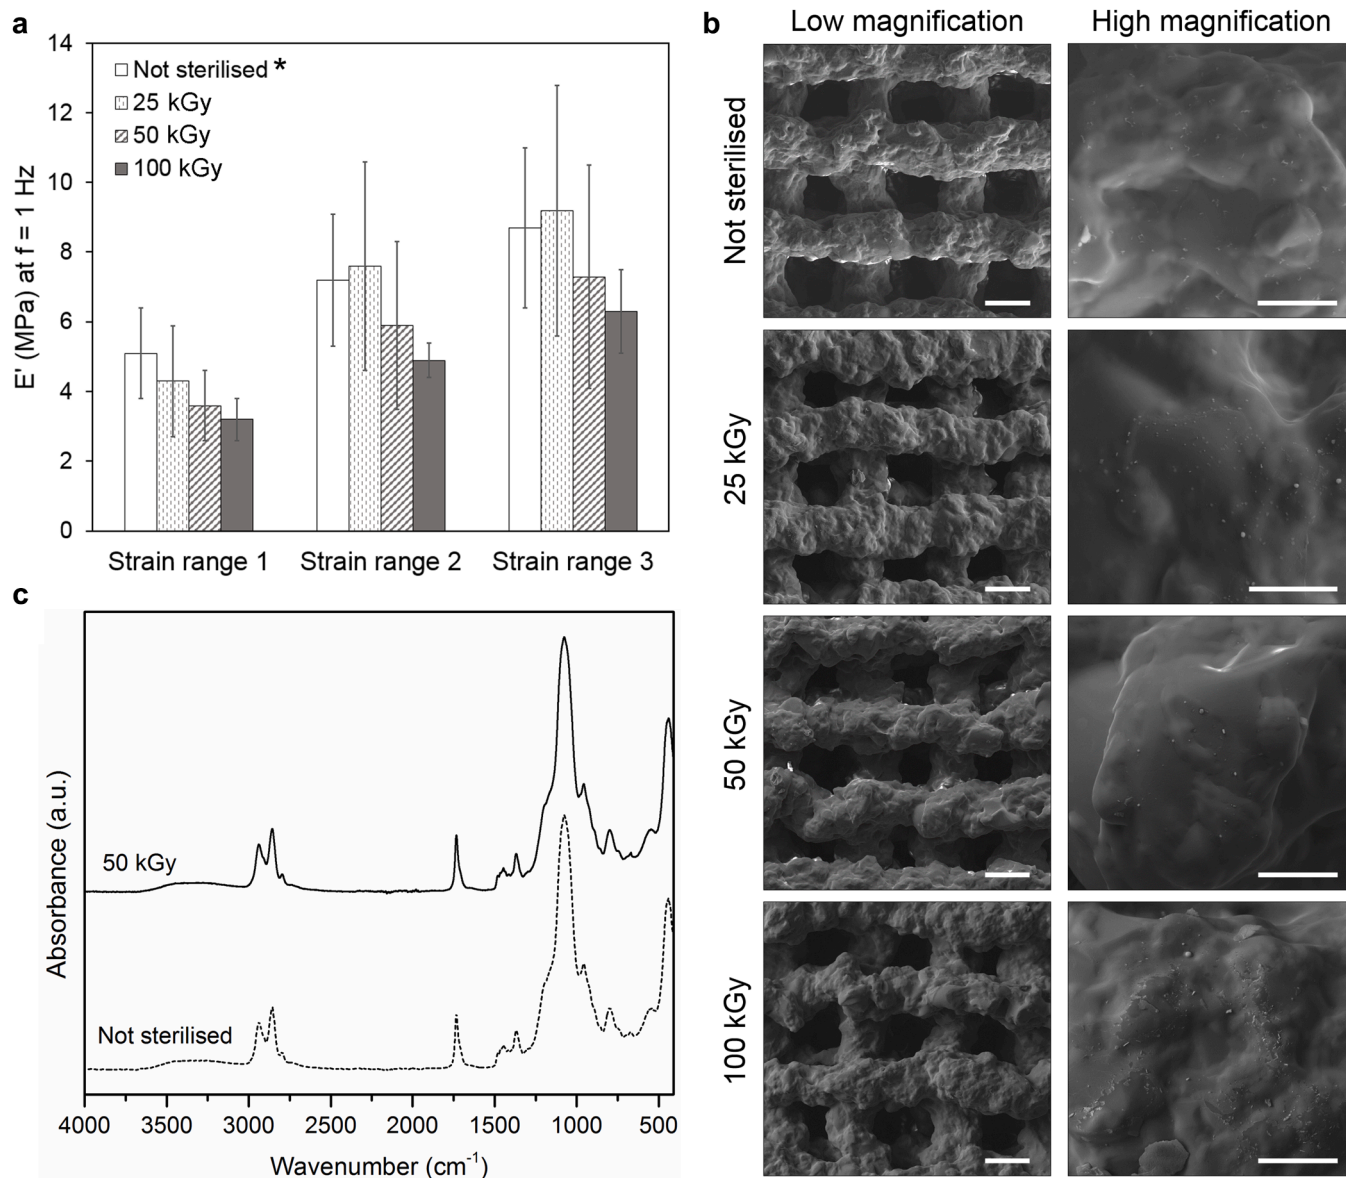 a
E' (MPa) at f = 1 Hz
14
12
10
8
6
4
2
0
Not sterilised *
25 kGy
50 kGy
100 kGy
Strain range 1
Strain range 2
Strain range 3
b
Low magnification
High magnification
Not sterilised
25 kGy
50 kGy
100 kGy
c
Absorbance (a.u.)
50 kGy
Not sterilised
4000 3500 3000 2500 2000 1500 1000 500
Wavenumber (cm⁻¹)